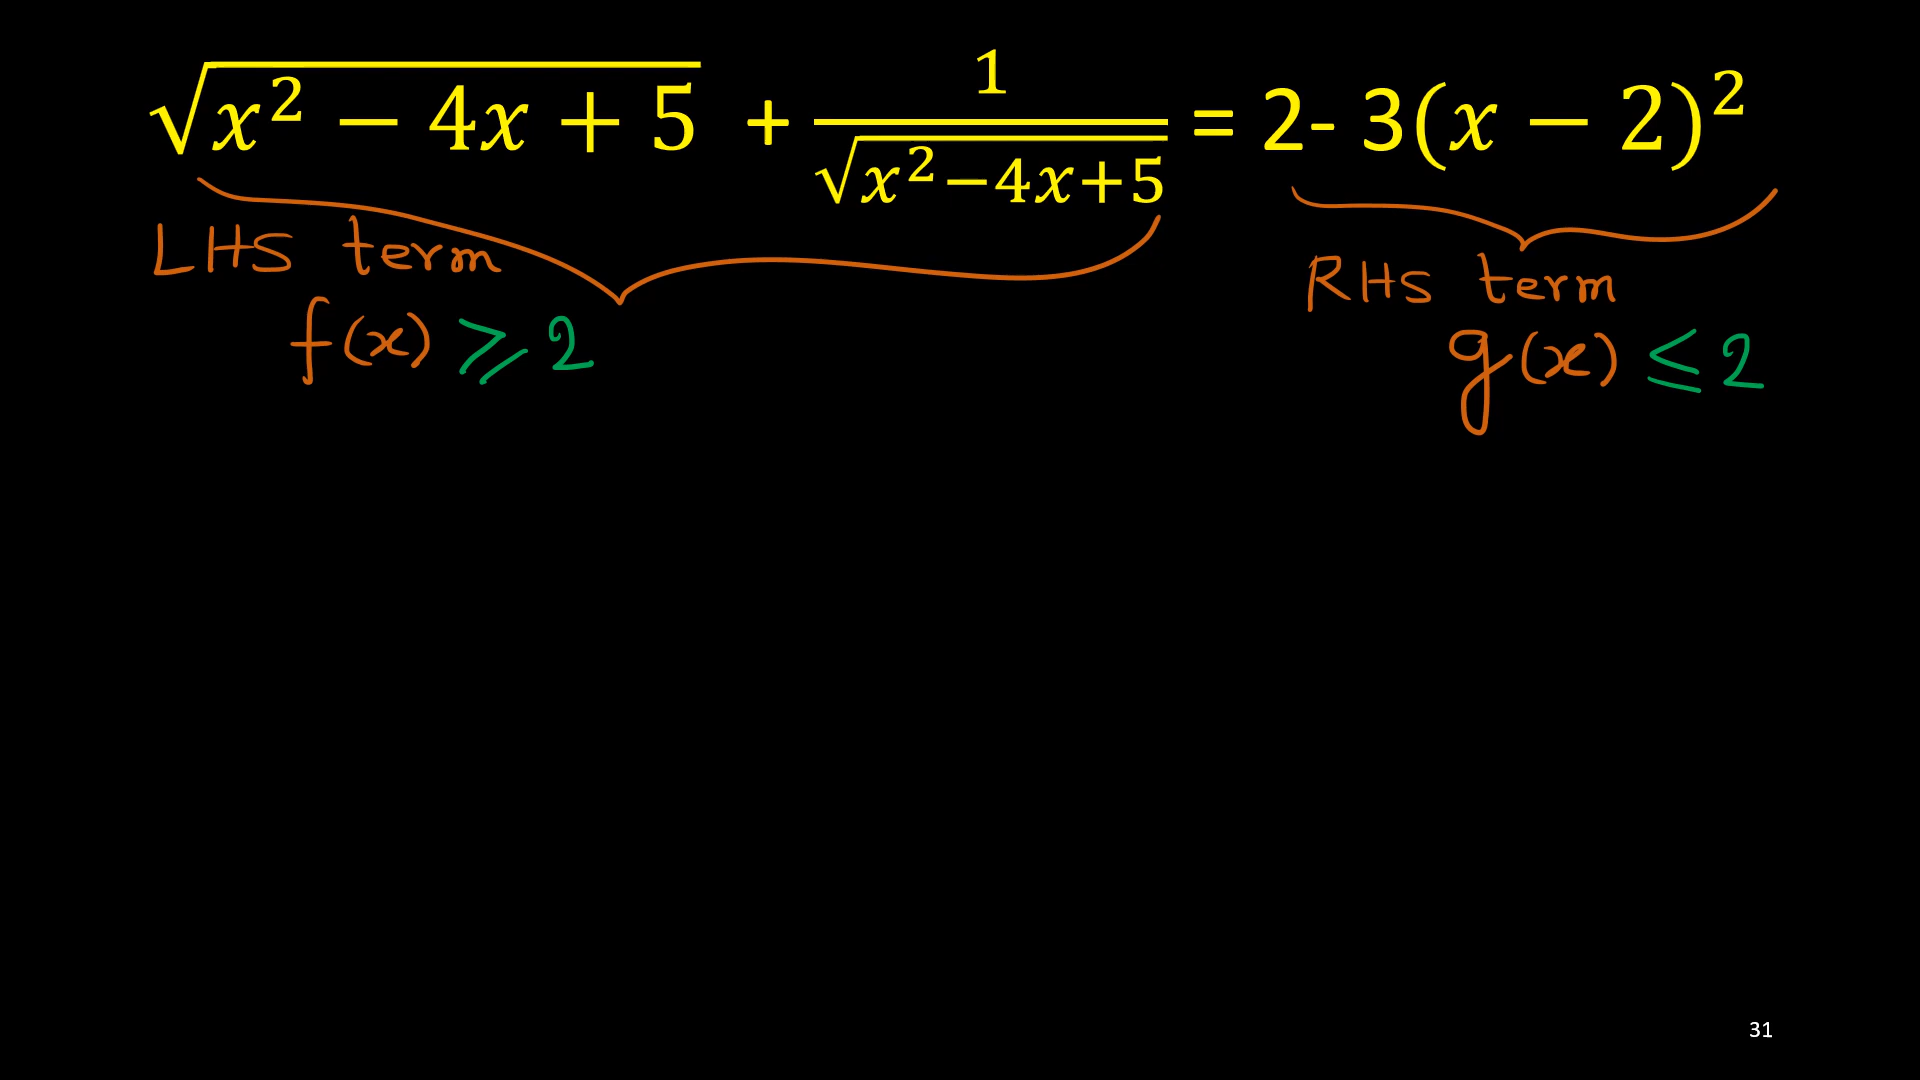 √(x² − 4x + 5) + 1/√(x²−4x+5) = 2- 3(x − 2)²
LHS term
RHS term
f(x) ⩾ 2
g(x) ≤ 2
31